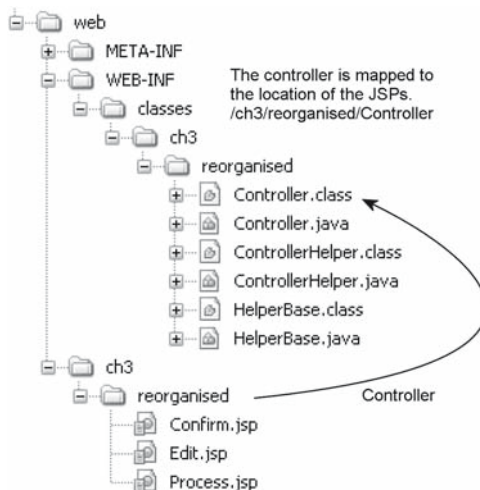 web
META-INF
WEB-INF
The controller is mapped to
the location of the JSPs.
/ch3/reorganised/Controller
classes
ch3
reorganised
Controller.class
Controller.java
ControllerHelper.class
ControllerHelper.java
HelperBase.class
HelperBase.java
ch3
reorganised
Controller
Confirm.jsp
Edit.jsp
Process.jsp